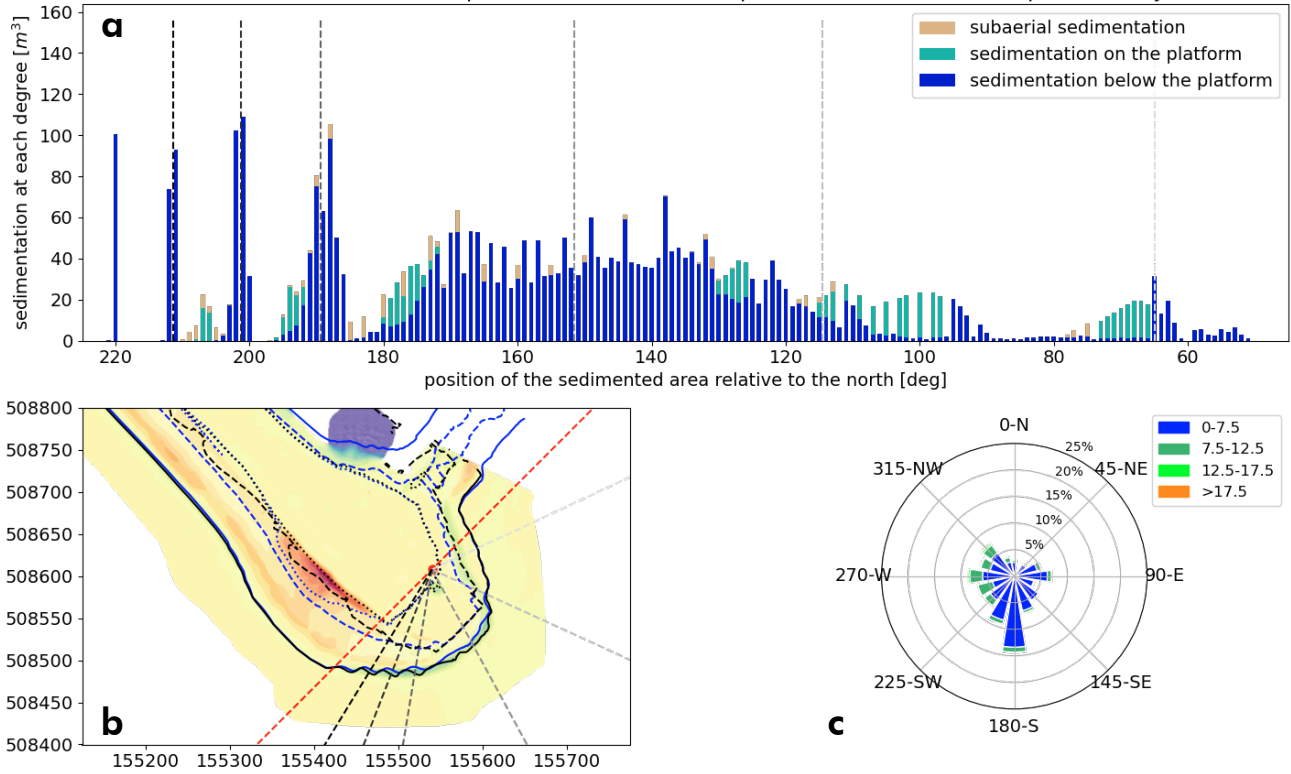 a
160
140
120
100
80
60
40
20
0
sedimentation at each degree [m³]
subaerial sedimentation
sedimentation on the platform
sedimentation below the platform
220 200 180 160 140 120 100 80 60
position of the sedimented area relative to the north [deg]
508800
508750
508700
508650
508600
508550
508500
508450
508400
b
155200 155300 155400 155500 155600 155700
0-N
25%
20%
15%
10%
5%
315-NW
45-NE
270-W
90-E
225-SW
145-SE
180-S
c
0-7.5
7.5-12.5
12.5-17.5
>17.5